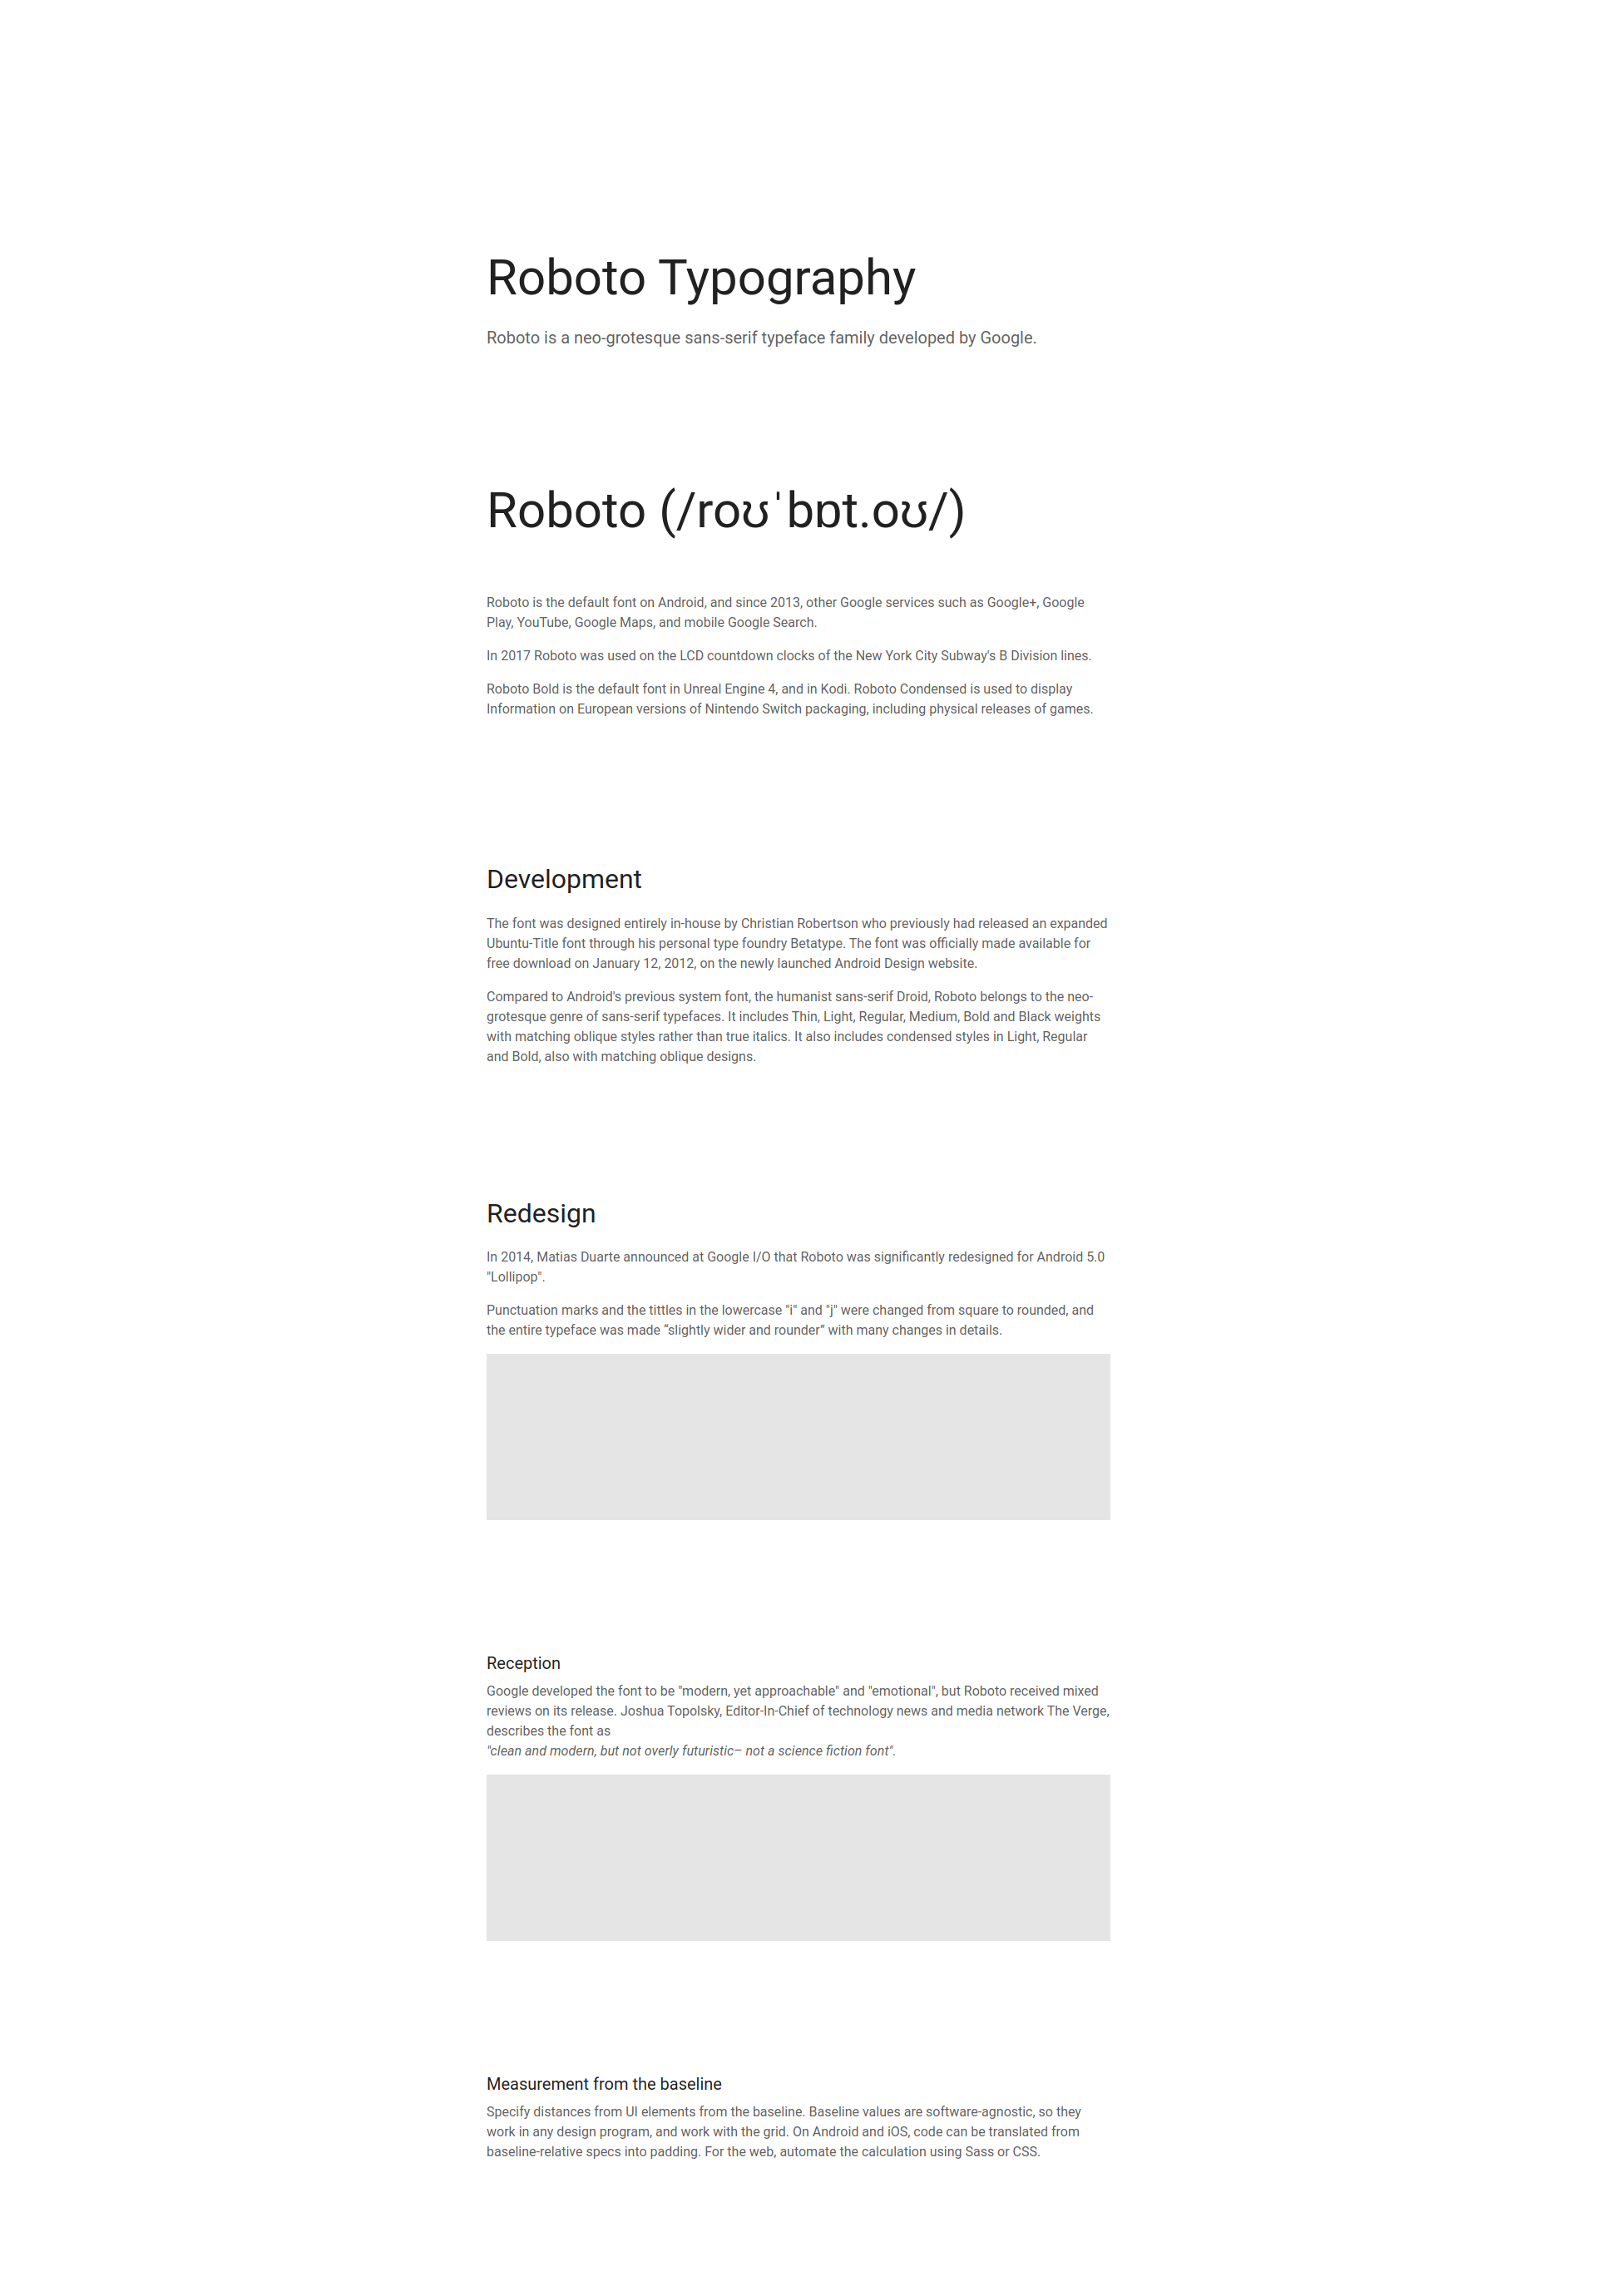 Roboto Typography
Roboto is a neo-grotesque sans-serif typeface family developed by Google.
Roboto (/roʊˈbɒt.oʊ/)
Roboto is the default font on Android, and since 2013, other Google services such as Google+, Google
Play, YouTube, Google Maps, and mobile Google Search.
In 2017 Roboto was used on the LCD countdown clocks of the New York City Subway's B Division lines.
Roboto Bold is the default font in Unreal Engine 4, and in Kodi. Roboto Condensed is used to display
Information on European versions of Nintendo Switch packaging, including physical releases of games.
Development
The font was designed entirely in-house by Christian Robertson who previously had released an expanded
Ubuntu-Title font through his personal type foundry Betatype. The font was officially made available for
free download on January 12, 2012, on the newly launched Android Design website.
Compared to Android's previous system font, the humanist sans-serif Droid, Roboto belongs to the neo-
grotesque genre of sans-serif typefaces. It includes Thin, Light, Regular, Medium, Bold and Black weights
with matching oblique styles rather than true italics. It also includes condensed styles in Light, Regular
and Bold, also with matching oblique designs.
Redesign
In 2014, Matias Duarte announced at Google I/O that Roboto was significantly redesigned for Android 5.0
"Lollipop".
Punctuation marks and the tittles in the lowercase "i" and "j" were changed from square to rounded, and
the entire typeface was made “slightly wider and rounder” with many changes in details.
Reception
Google developed the font to be "modern, yet approachable" and "emotional", but Roboto received mixed
reviews on its release. Joshua Topolsky, Editor-In-Chief of technology news and media network The Verge,
describes the font as
"clean and modern, but not overly futuristic– not a science fiction font".
Measurement from the baseline
Specify distances from UI elements from the baseline. Baseline values are software-agnostic, so they
work in any design program, and work with the grid. On Android and iOS, code can be translated from
baseline-relative specs into padding. For the web, automate the calculation using Sass or CSS.